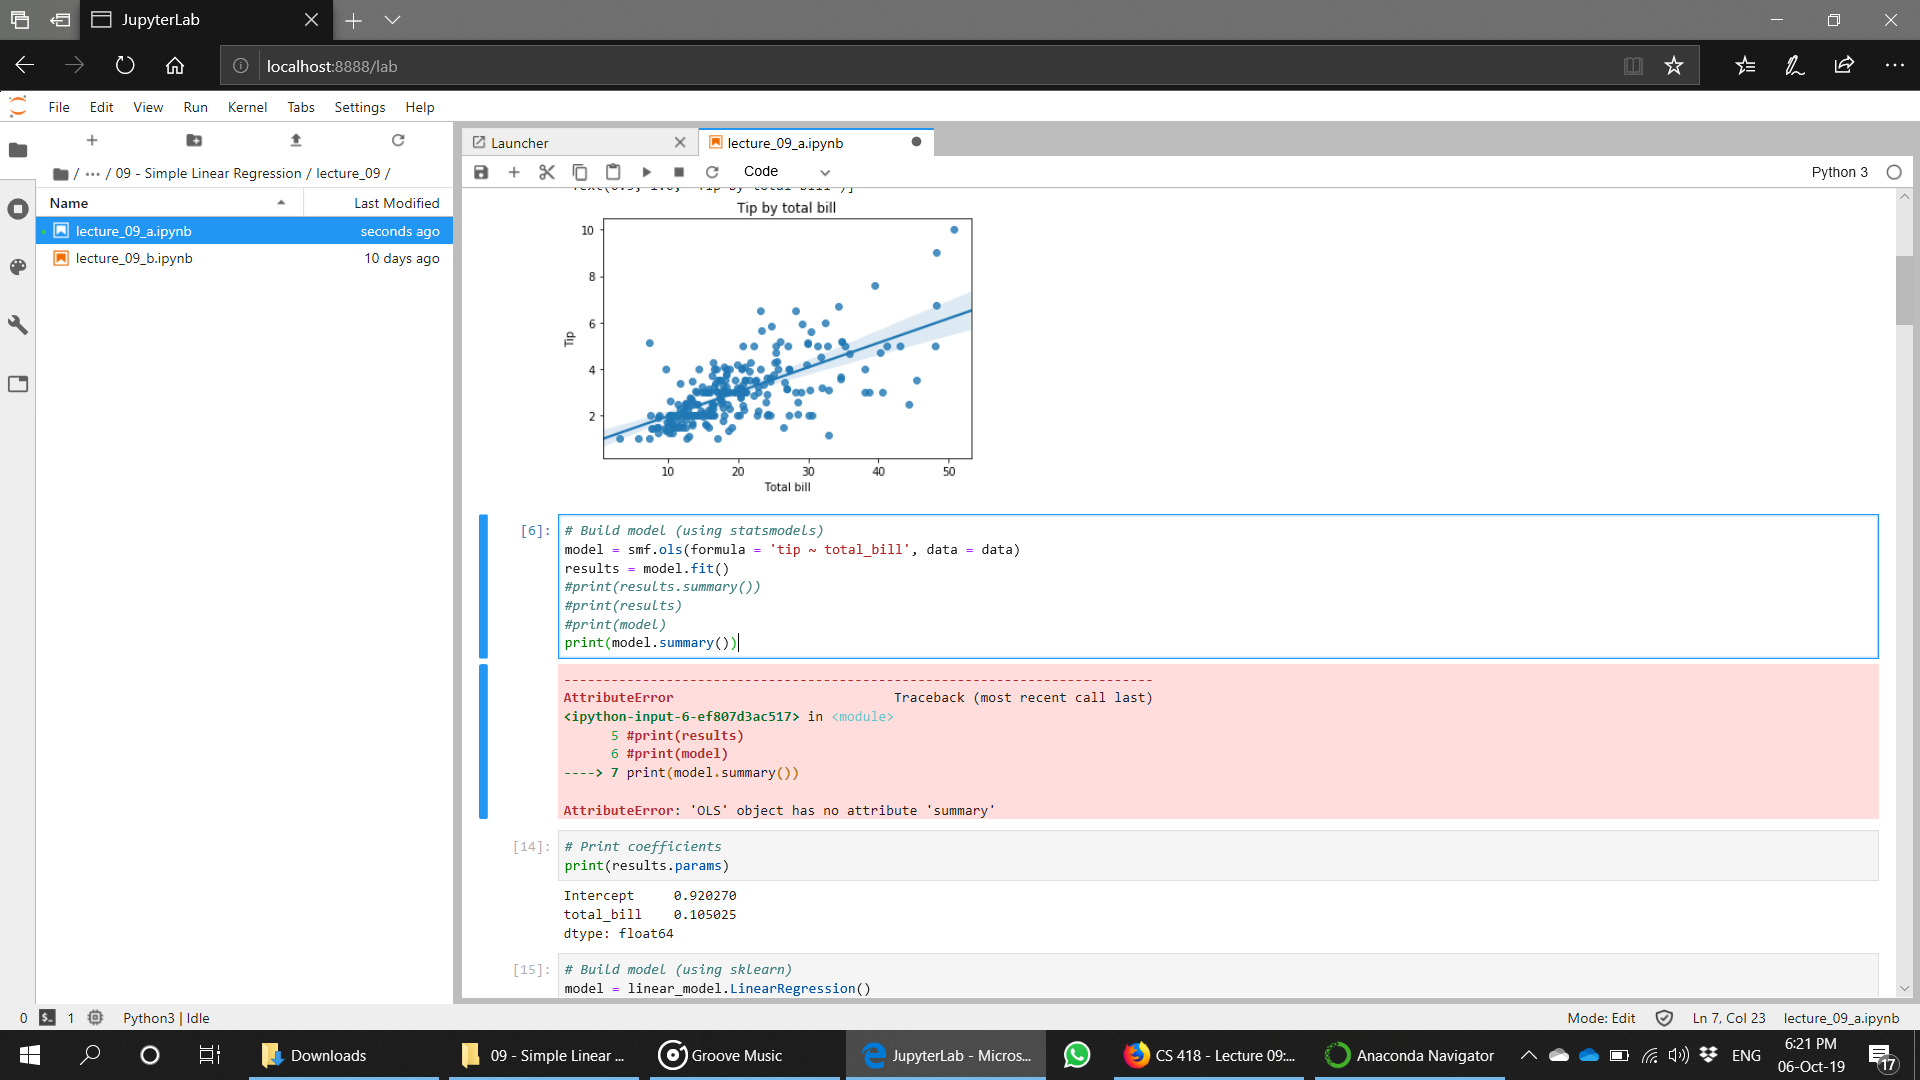 JupyterLab
localhost:8888/lab
File Edit View Run Kernel Tabs Settings Help
/ ··· / 09 - Simple Linear Regression / lecture_09 /
Name Last Modified
lecture_09_a.ipynb seconds ago
lecture_09_b.ipynb 10 days ago
Launcher lecture_09_a.ipynb
Code Python 3
Tip by total bill
10
8
6
4
2
Tip
10 20 30 40 50
Total bill
[6]: # Build model (using statsmodels)
model = smf.ols(formula = 'tip ~ total_bill', data = data)
results = model.fit()
#print(results.summary())
#print(results)
#print(model)
print(model.summary())
---------------------------------------------------------------------------
AttributeError Traceback (most recent call last)
<ipython-input-6-ef807d3ac517> in <module>
5 #print(results)
6 #print(model)
----> 7 print(model.summary())
AttributeError: 'OLS' object has no attribute 'summary'
[14]: # Print coefficients
print(results.params)
Intercept 0.920270
total_bill 0.105025
dtype: float64
[15]: # Build model (using sklearn)
model = linear_model.LinearRegression()
0 $_ 1 Python3 | Idle Mode: Edit Ln 7, Col 23 lecture_09_a.ipynb
Downloads 09 - Simple Linear ... Groove Music JupyterLab - Micros... CS 418 - Lecture 09:... Anaconda Navigator ENG 6:21 PM
06-Oct-19 17